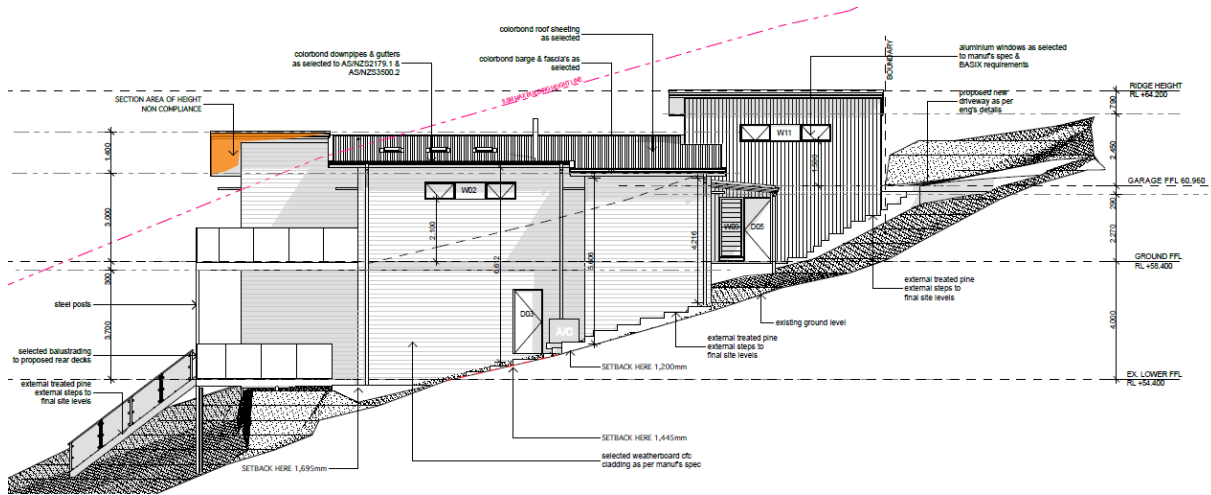 colorbond roof sheeting
as selected
colorbond downpipes & gutters
as selected to AS/NZS2179.1 &
AS/NZS3500.2
colorbond barge & fascia's as
selected
aluminium windows as selected
to manuf's spec &
BASIX requirements
BOUNDARY
SECTION AREA OF HEIGHT
NON COMPLIANCE
MAX BUILDING HEIGHT LINE
proposed new
driveway as per
eng's details
RIDGE HEIGHT
RL +64.200
790
2,450
GARAGE FFL 60.960
290
2,270
GROUND FFL
RL +58.400
4,000
EX. LOWER FFL
RL +54.400
1,400
3,000
300
3,700
W11
W02
2,100
W09
D05
4,216
D03
A/C
steel posts
selected balustrading
to proposed rear decks
external treated pine
external steps to
final site levels
external treated pine
external steps to
final site levels
existing ground level
external treated pine
external steps to
final site levels
SETBACK HERE 1,200mm
SETBACK HERE 1,445mm
SETBACK HERE 1,695mm
selected weatherboard cfc
cladding as per manuf's spec